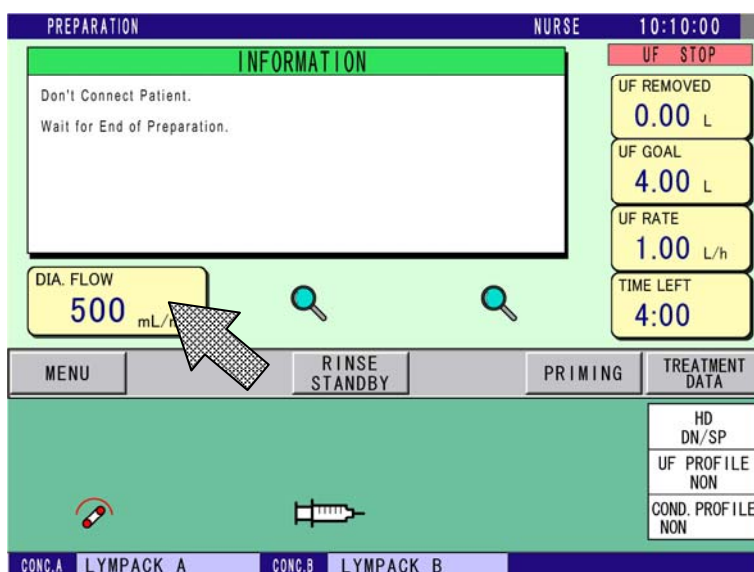 PREPARATION NURSE 10:10:00
INFORMATION
Don't Connect Patient.
Wait for End of Preparation.
UF STOP
UF REMOVED
0.00 L
UF GOAL
4.00 L
UF RATE
1.00 L/h
TIME LEFT
4:00
DIA. FLOW
500 mL/
MENU
RINSE
STANDBY
PRIMING
TREATMENT
DATA
HD
DN/SP
UF PROFILE
NON
COND. PROFILE
NON
CONC.A LYMPACK A CONC.B LYMPACK B